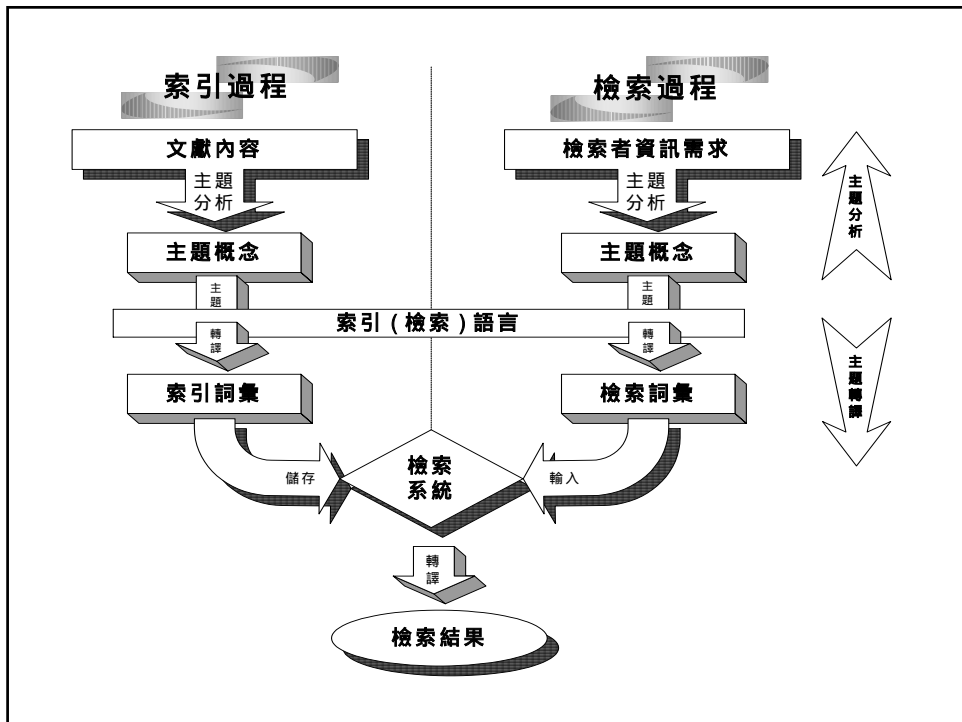 索引過程
檢索過程
文獻內容
檢索者資訊需求
主題
分析
主題
分析
主題概念
主題概念
主
題
主
題
索引(檢索)語言
轉
譯
轉
譯
索引詞彙
檢索詞彙
儲存
檢索
系統
輸入
轉
譯
檢索結果
主
題
分
析
主
題
轉
譯